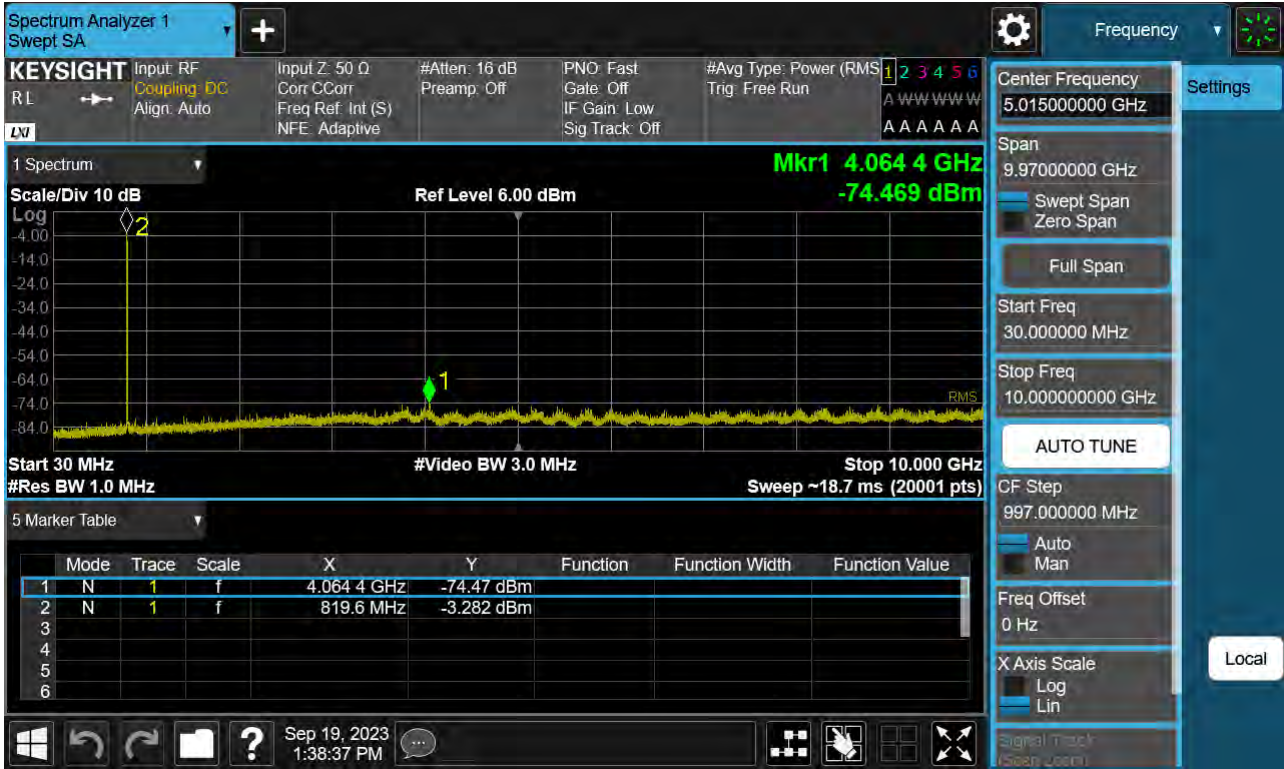 Spectrum Analyzer 1
Swept SA
+
Frequency
KEYSIGHT
R L
LXI
Input: RF
Coupling: DC
Align: Auto
Input Z: 50 Ω
Corr CCorr
Freq Ref: Int (S)
NFE: Adaptive
#Atten: 16 dB
Preamp: Off
PNO: Fast
Gate: Off
IF Gain: Low
Sig Track: Off
#Avg Type: Power (RMS
Trig: Free Run
1 2 3 4 5 6
A W W W W W
A A A A A A
1 Spectrum
Mkr1 4.064 4 GHz
Scale/Div 10 dB
Ref Level 6.00 dBm
-74.469 dBm
Log
2
-4.00
-14.0
-24.0
-34.0
-44.0
-54.0
-64.0
1
-74.0
RMS
-84.0
Start 30 MHz
#Video BW 3.0 MHz
Stop 10.000 GHz
#Res BW 1.0 MHz
Sweep ~18.7 ms (20001 pts)
5 Marker Table
Mode Trace Scale X Y Function Function Width Function Value
1 N 1 f 4.064 4 GHz -74.47 dBm
2 N 1 f 819.6 MHz -3.282 dBm
3
4
5
6
Sep 19, 2023
1:38:37 PM
?
Center Frequency
5.015000000 GHz
Settings
Span
9.97000000 GHz
Swept Span
Zero Span
Full Span
Start Freq
30.000000 MHz
Stop Freq
10.000000000 GHz
AUTO TUNE
CF Step
997.000000 MHz
Auto
Man
Freq Offset
0 Hz
X Axis Scale
Log
Lin
Local
Signal Track
(Span Zoom)